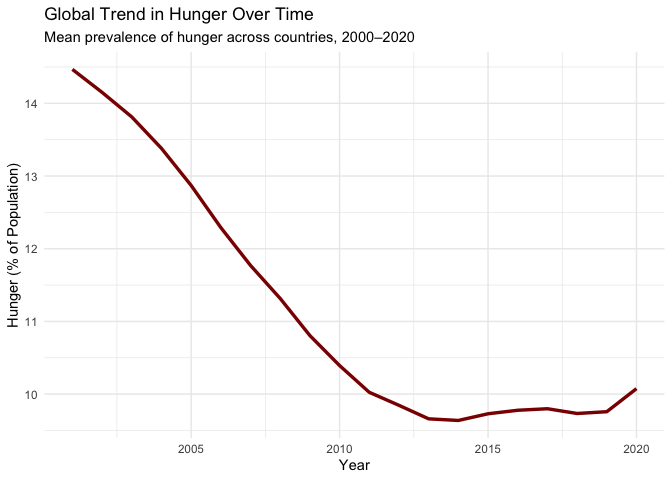 Global Trend in Hunger Over Time
Mean prevalence of hunger across countries, 2000–2020
Hunger (% of Population)
14
13
12
11
10
2005
2010
2015
2020
Year